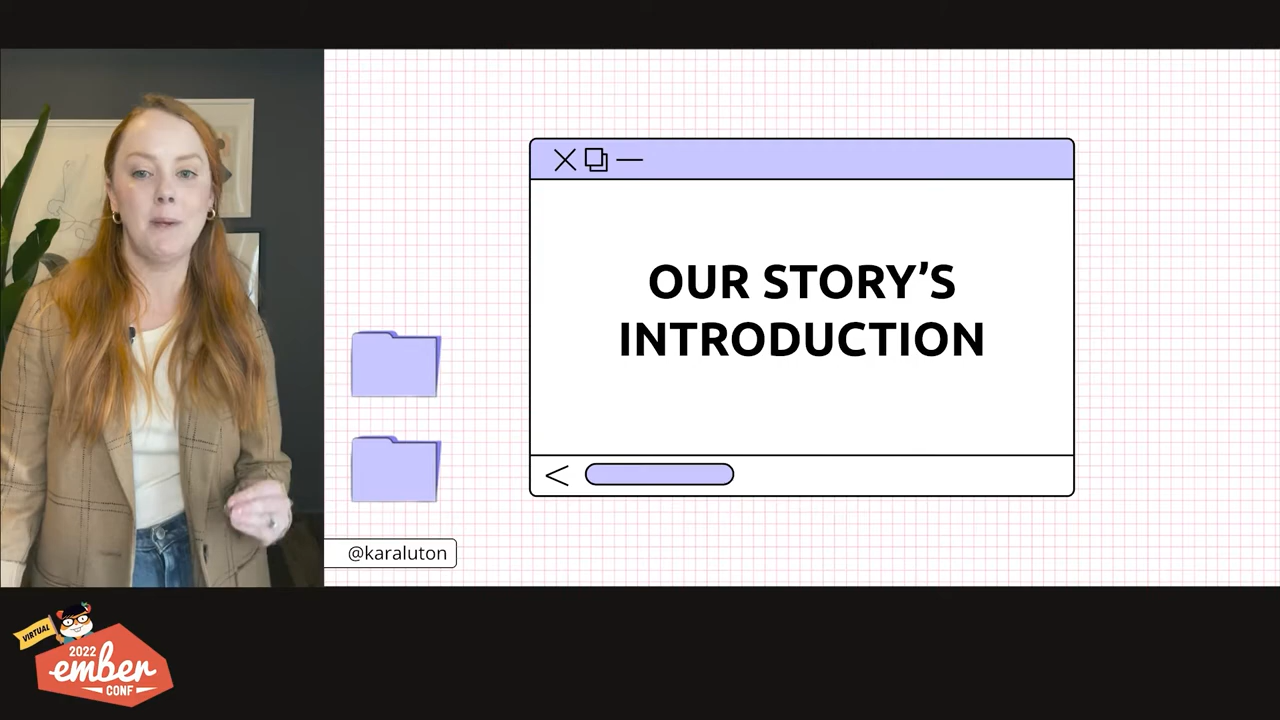 OUR STORY’S
INTRODUCTION
@karaluton
VIRTUAL
2022
ember
CONF